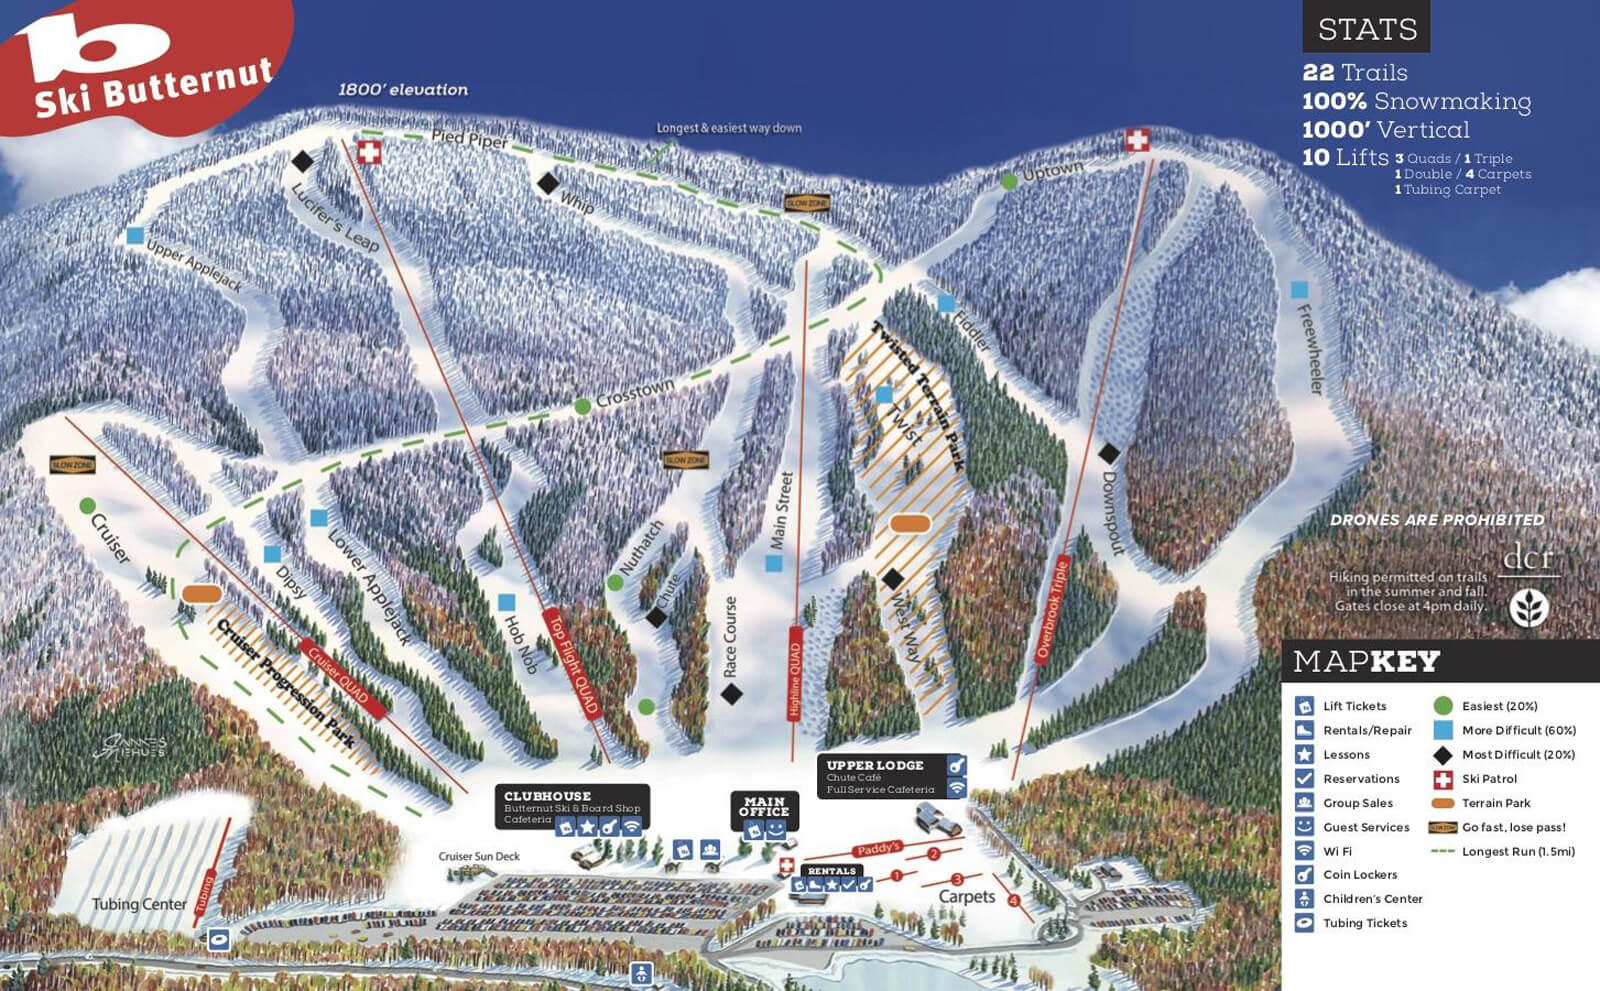 b
Ski Butternut
1800' elevation
Pied Piper
Longest & easiest way down
SLOW ZONE
Uptown
Lucifer's Leap
Whip
Upper Applejack
Fiddler
Freewheeler
Twisted Terrain Park
Twist
Crosstown
SLOW ZONE
SLOW ZONE
Cruiser
Main Street
Downspout
Nuthatch
Chute
Dipsy
Lower Applejack
Hob Nob
Race Course
West Way
Overbrook Triple
Top Flight QUAD
Highline QUAD
Cruiser QUAD
Cruiser Progression Park
STATS
22 Trails
100% Snowmaking
1000' Vertical
10 Lifts 3 Quads / 1 Triple
1 Double / 4 Carpets
1 Tubing Carpet
DRONES ARE PROHIBITED
dcr
Hiking permitted on trails
in the summer and fall.
Gates close at 4pm daily.
MAPKEY
Lift Tickets
Rentals/Repair
Lessons
Reservations
Group Sales
Guest Services
Wi Fi
Coin Lockers
Children's Center
Tubing Tickets
Easiest (20%)
More Difficult (60%)
Most Difficult (20%)
Ski Patrol
Terrain Park
SLOW ZONE Go fast, lose pass!
Longest Run (1.5mi)
UPPER LODGE
Chute Café
Full Service Cafeteria
CLUBHOUSE
Butternut Ski & Board Shop
Cafeteria
MAIN
OFFICE
Cruiser Sun Deck
RENTALS
Paddy's
1
2
3
4
Carpets
Tubing Center
Tubing